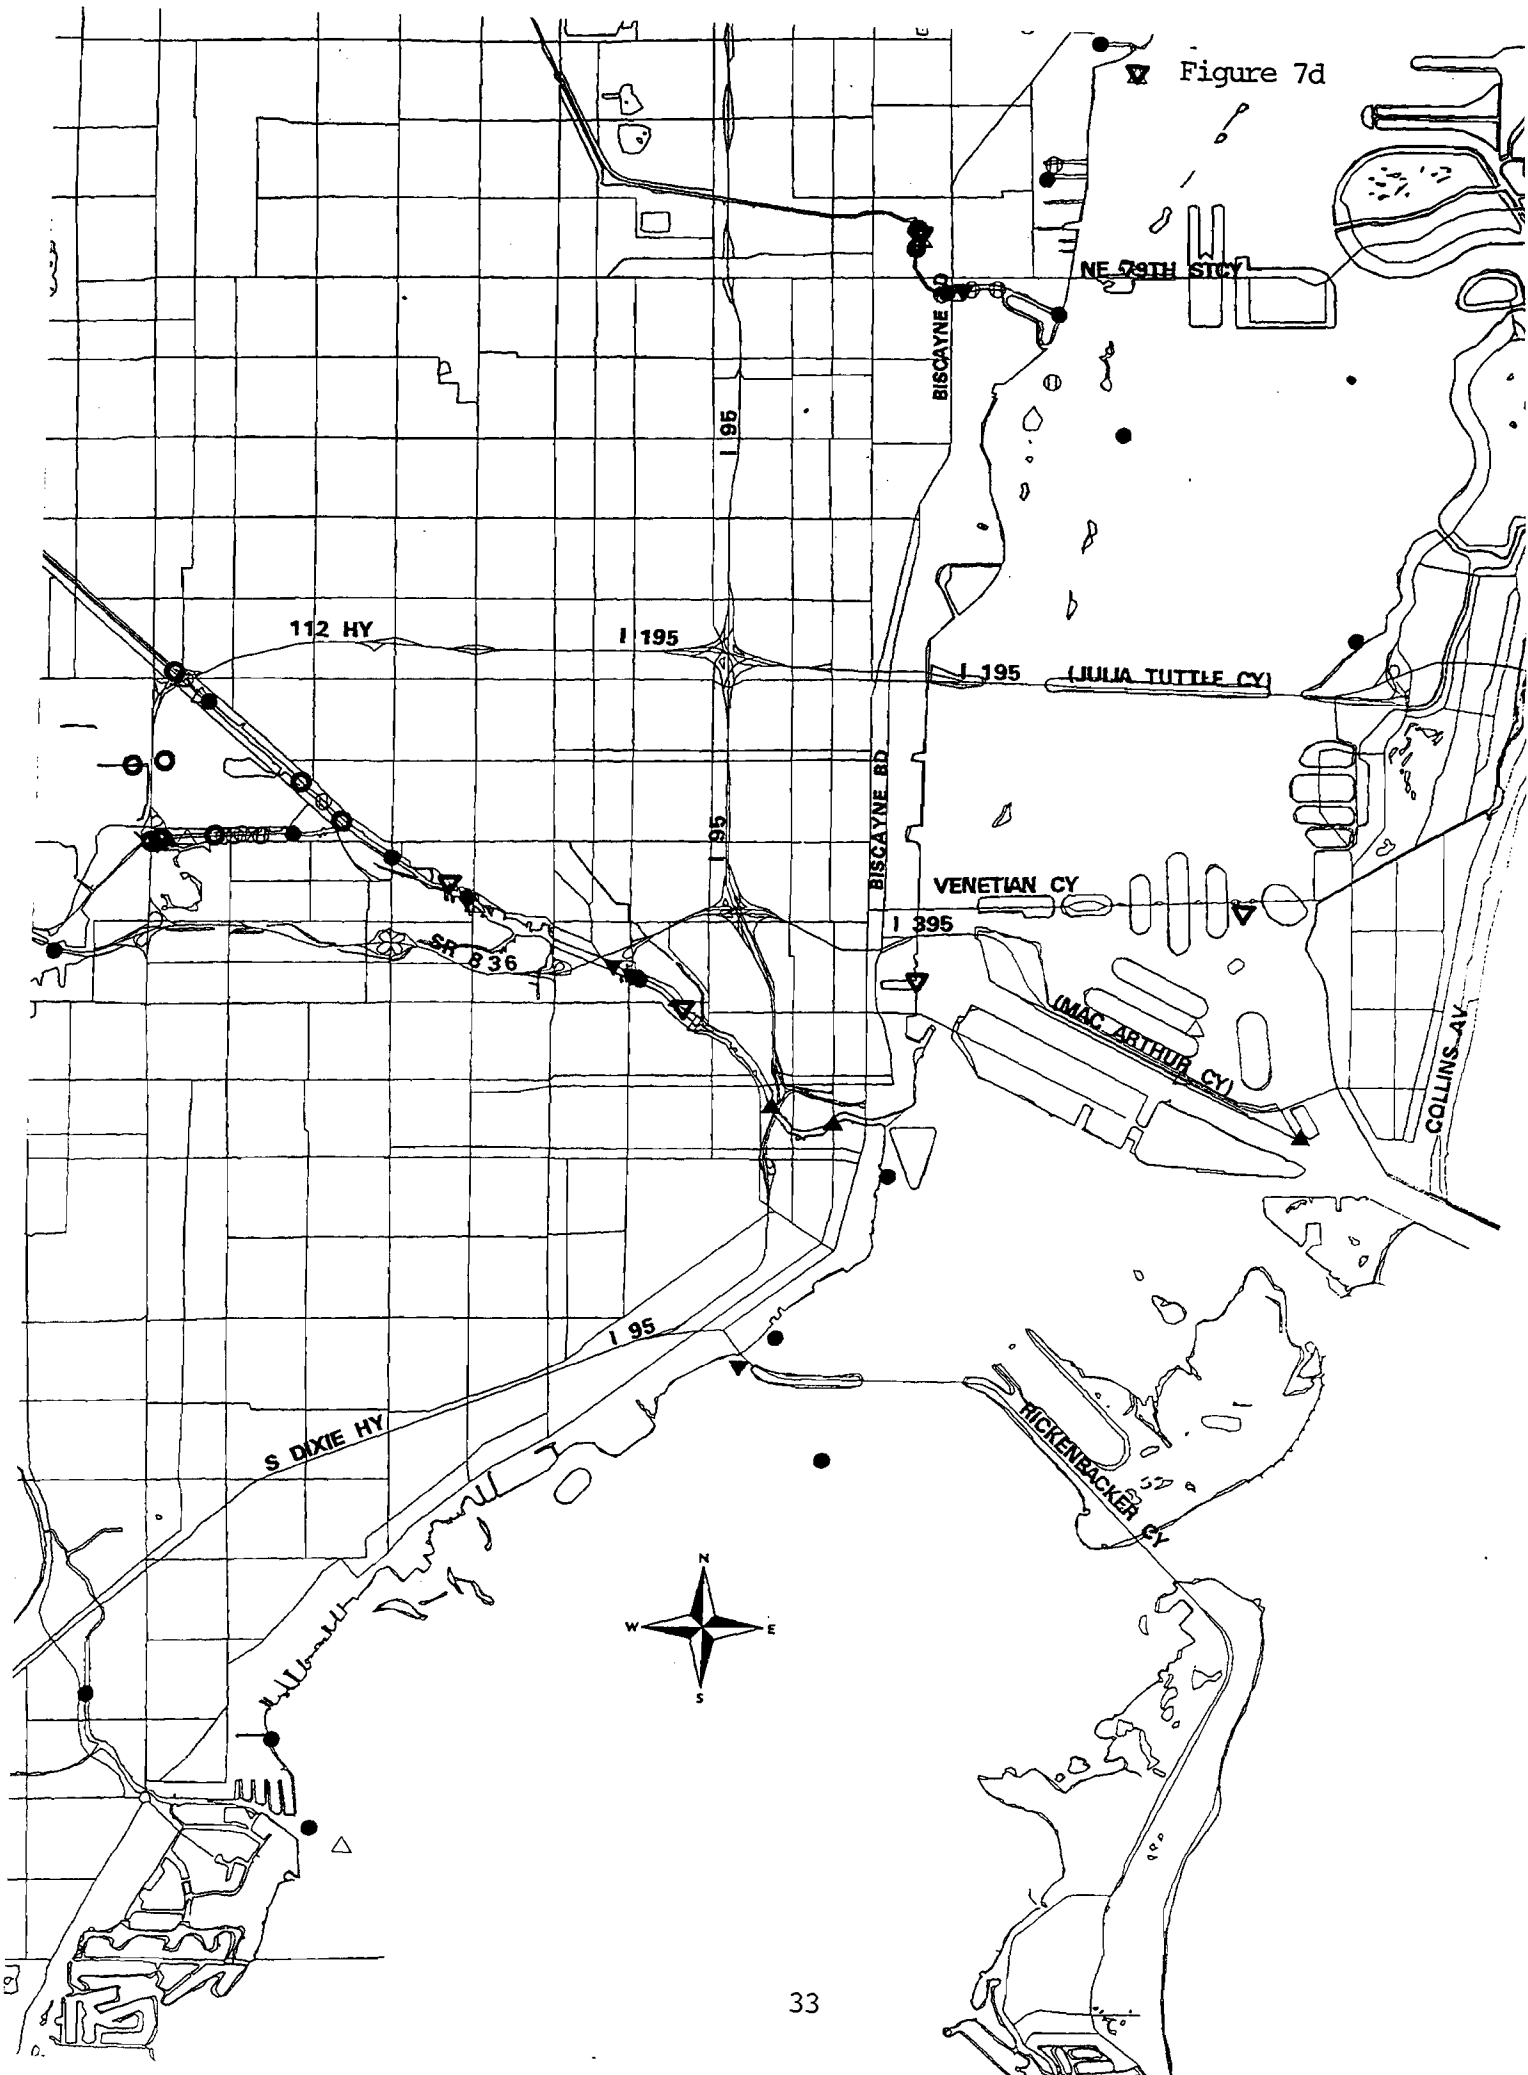 Figure 7d
NE 79TH ST CY
BISCAYNE BD
I 95
112 HY
I 195
I 195 (JULIA TUTTLE CY)
BISCAYNE BD
I 95
VENETIAN CY
I 395
SR 836
(MAC ARTHUR CY)
COLLINS AV
I 95
S DIXIE HY
RICKENBACKER CY
N
W E
S
33